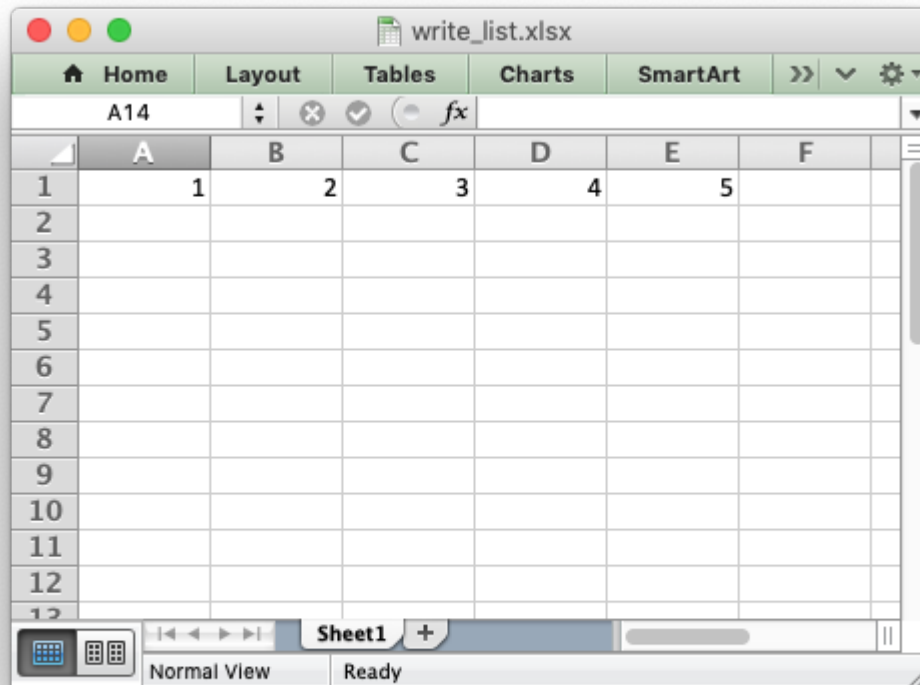 write_list.xlsx
Home Layout Tables Charts SmartArt
A14 fx
A B C D E F
1 1 2 3 4 5
2
3
4
5
6
7
8
9
10
11
12
13
Sheet1 +
Normal View Ready